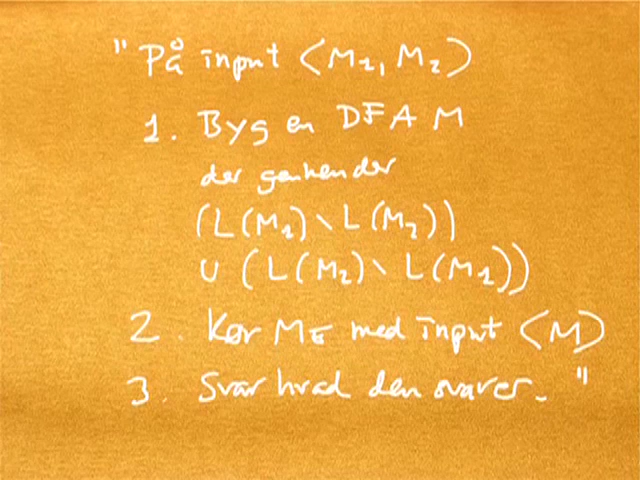 "På input ⟨M₁, M₂⟩
1. Byg en DFA M
der genkender
(L(M₁)∖L(M₂))
∪ (L(M₂)∖L(M₁))
2. Kør M_E med input ⟨M⟩
3. Svar hvad den svarer."